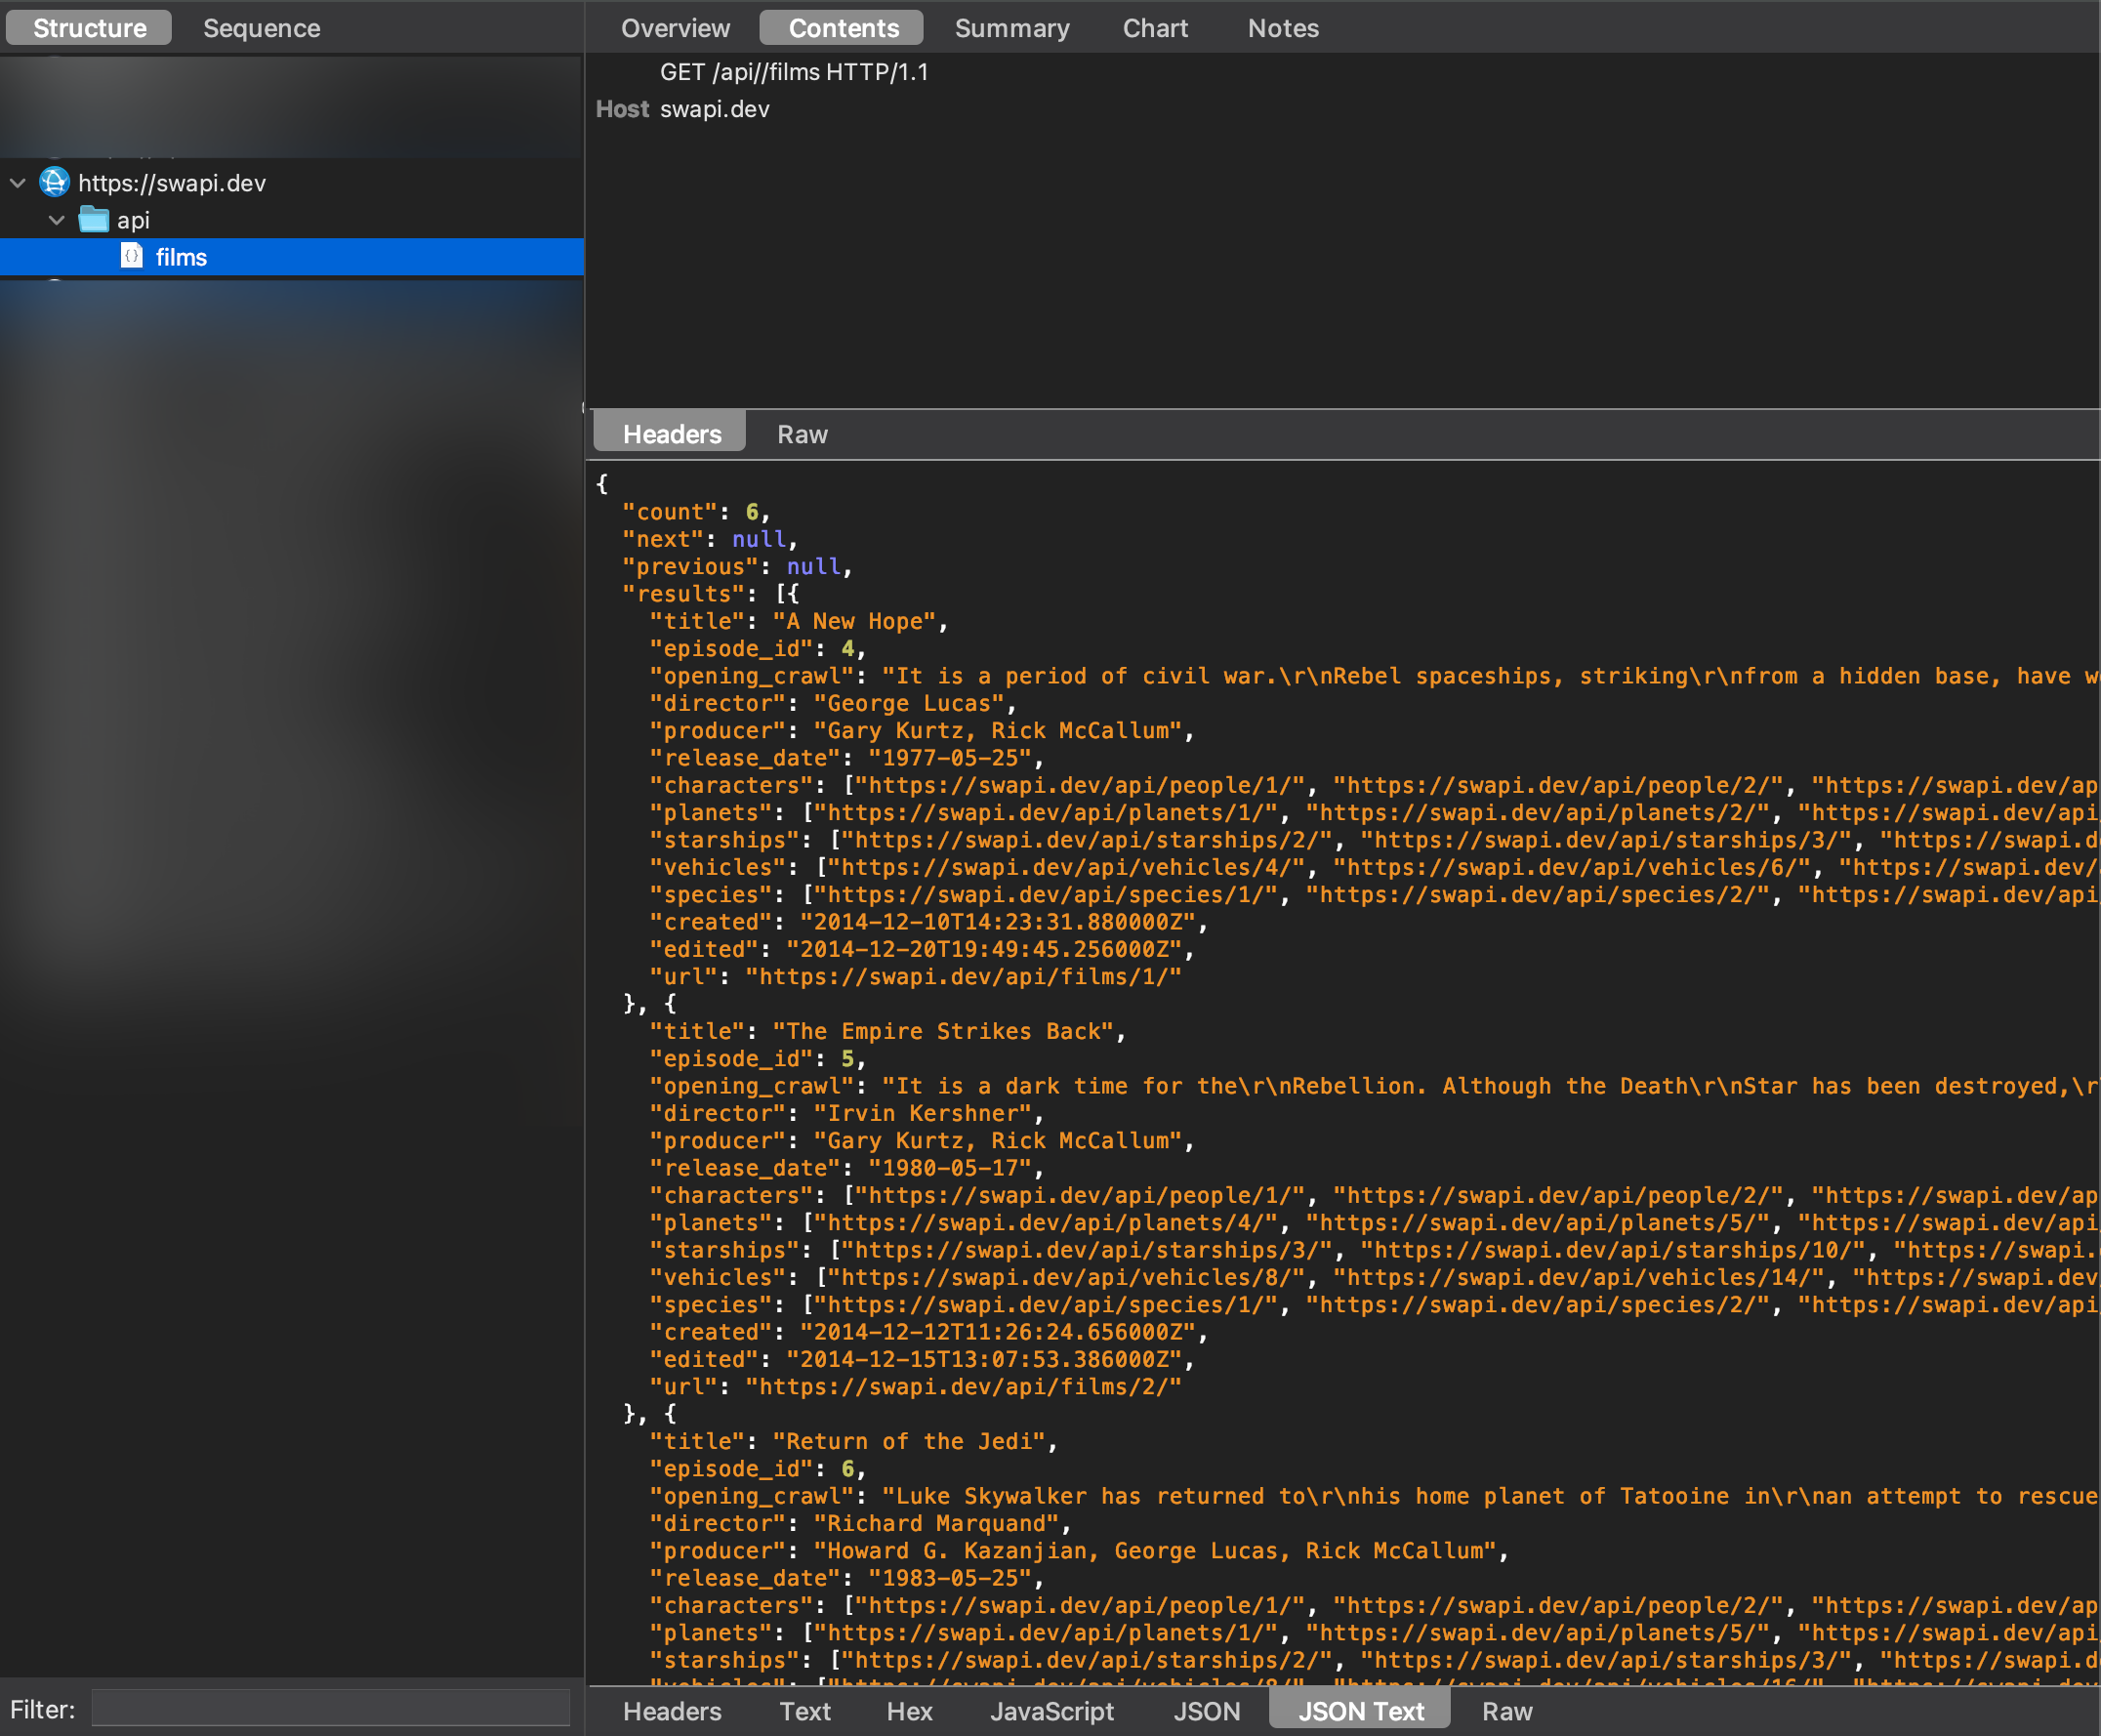 Structure Sequence
Overview Contents Summary Chart Notes
GET /api//films HTTP/1.1
Host swapi.dev
https://swapi.dev
api
films
Headers Raw
{
"count": 6,
"next": null,
"previous": null,
"results": [{
"title": "A New Hope",
"episode_id": 4,
"opening_crawl": "It is a period of civil war.\r\nRebel spaceships, striking\r\nfrom a hidden base, have w
"director": "George Lucas",
"producer": "Gary Kurtz, Rick McCallum",
"release_date": "1977-05-25",
"characters": ["https://swapi.dev/api/people/1/", "https://swapi.dev/api/people/2/", "https://swapi.dev/ap
"planets": ["https://swapi.dev/api/planets/1/", "https://swapi.dev/api/planets/2/", "https://swapi.dev/api
"starships": ["https://swapi.dev/api/starships/2/", "https://swapi.dev/api/starships/3/", "https://swapi.d
"vehicles": ["https://swapi.dev/api/vehicles/4/", "https://swapi.dev/api/vehicles/6/", "https://swapi.dev/
"species": ["https://swapi.dev/api/species/1/", "https://swapi.dev/api/species/2/", "https://swapi.dev/api
"created": "2014-12-10T14:23:31.880000Z",
"edited": "2014-12-20T19:49:45.256000Z",
"url": "https://swapi.dev/api/films/1/"
}, {
"title": "The Empire Strikes Back",
"episode_id": 5,
"opening_crawl": "It is a dark time for the\r\nRebellion. Although the Death\r\nStar has been destroyed,\r
"director": "Irvin Kershner",
"producer": "Gary Kurtz, Rick McCallum",
"release_date": "1980-05-17",
"characters": ["https://swapi.dev/api/people/1/", "https://swapi.dev/api/people/2/", "https://swapi.dev/ap
"planets": ["https://swapi.dev/api/planets/4/", "https://swapi.dev/api/planets/5/", "https://swapi.dev/api
"starships": ["https://swapi.dev/api/starships/3/", "https://swapi.dev/api/starships/10/", "https://swapi.
"vehicles": ["https://swapi.dev/api/vehicles/8/", "https://swapi.dev/api/vehicles/14/", "https://swapi.dev
"species": ["https://swapi.dev/api/species/1/", "https://swapi.dev/api/species/2/", "https://swapi.dev/api
"created": "2014-12-12T11:26:24.656000Z",
"edited": "2014-12-15T13:07:53.386000Z",
"url": "https://swapi.dev/api/films/2/"
}, {
"title": "Return of the Jedi",
"episode_id": 6,
"opening_crawl": "Luke Skywalker has returned to\r\nhis home planet of Tatooine in\r\nan attempt to rescue
"director": "Richard Marquand",
"producer": "Howard G. Kazanjian, George Lucas, Rick McCallum",
"release_date": "1983-05-25",
"characters": ["https://swapi.dev/api/people/1/", "https://swapi.dev/api/people/2/", "https://swapi.dev/ap
"planets": ["https://swapi.dev/api/planets/1/", "https://swapi.dev/api/planets/5/", "https://swapi.dev/api
"starships": ["https://swapi.dev/api/starships/2/", "https://swapi.dev/api/starships/3/", "https://swapi.d
Filter:
Headers Text Hex JavaScript JSON JSON Text Raw